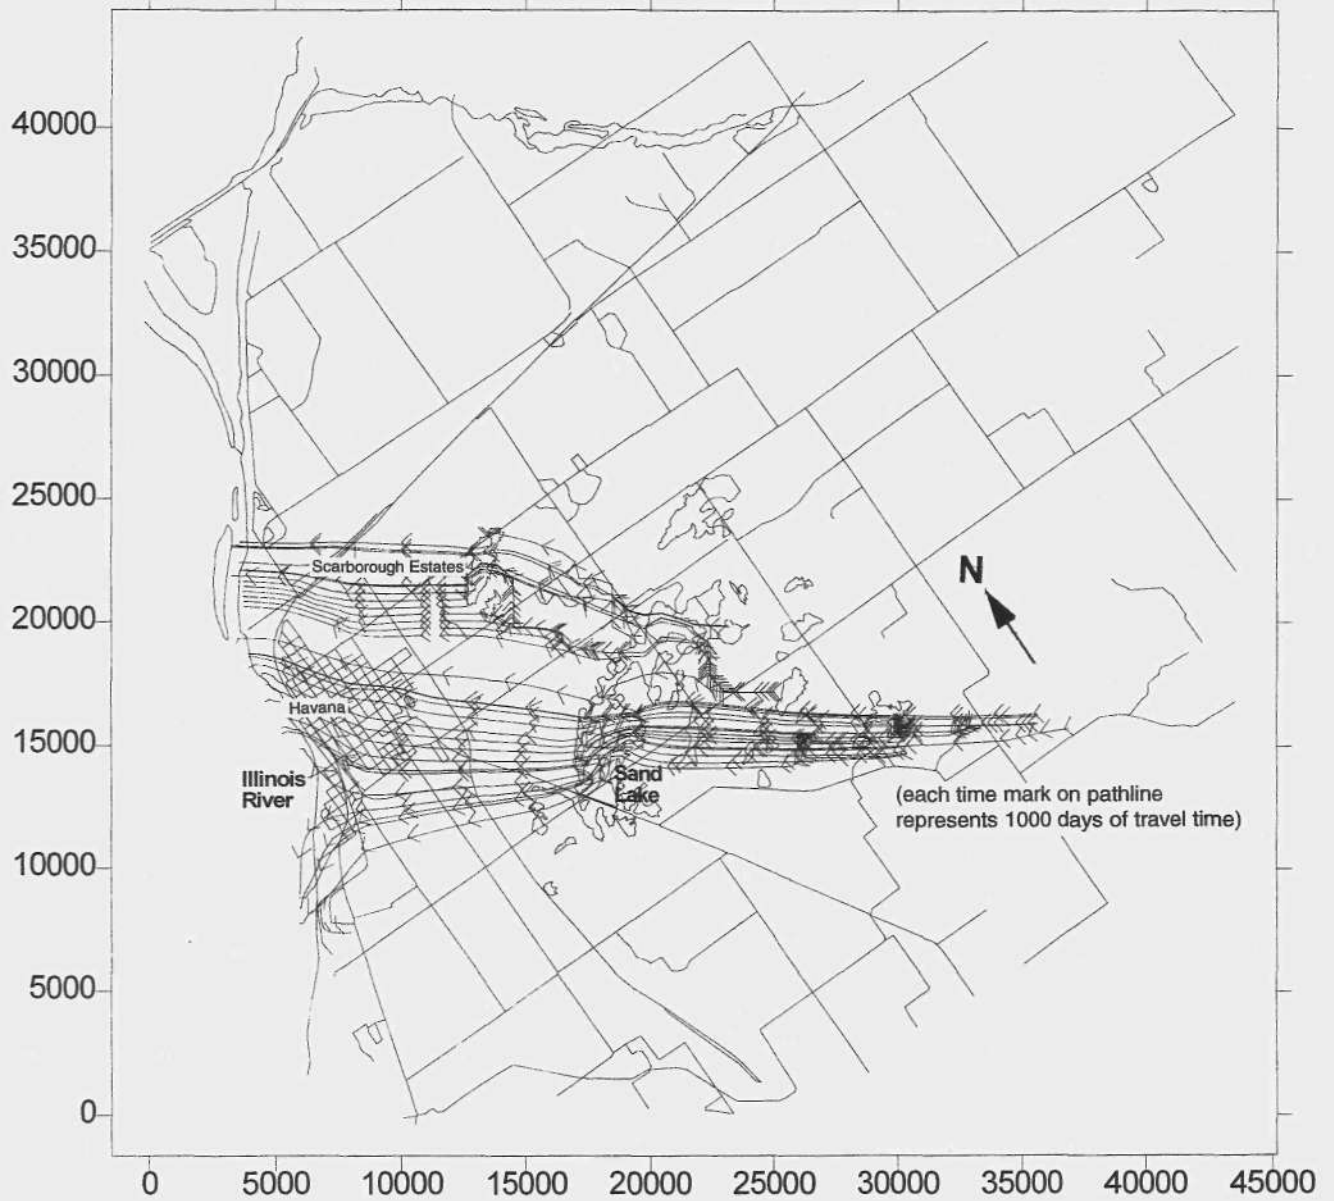 40000
35000
30000
25000
Scarborough Estates
N
20000
Havana
15000
Illinois
River
Sand
Lake
(each time mark on pathline
represents 1000 days of travel time)
10000
5000
0
0 5000 10000 15000 20000 25000 30000 35000 40000 45000